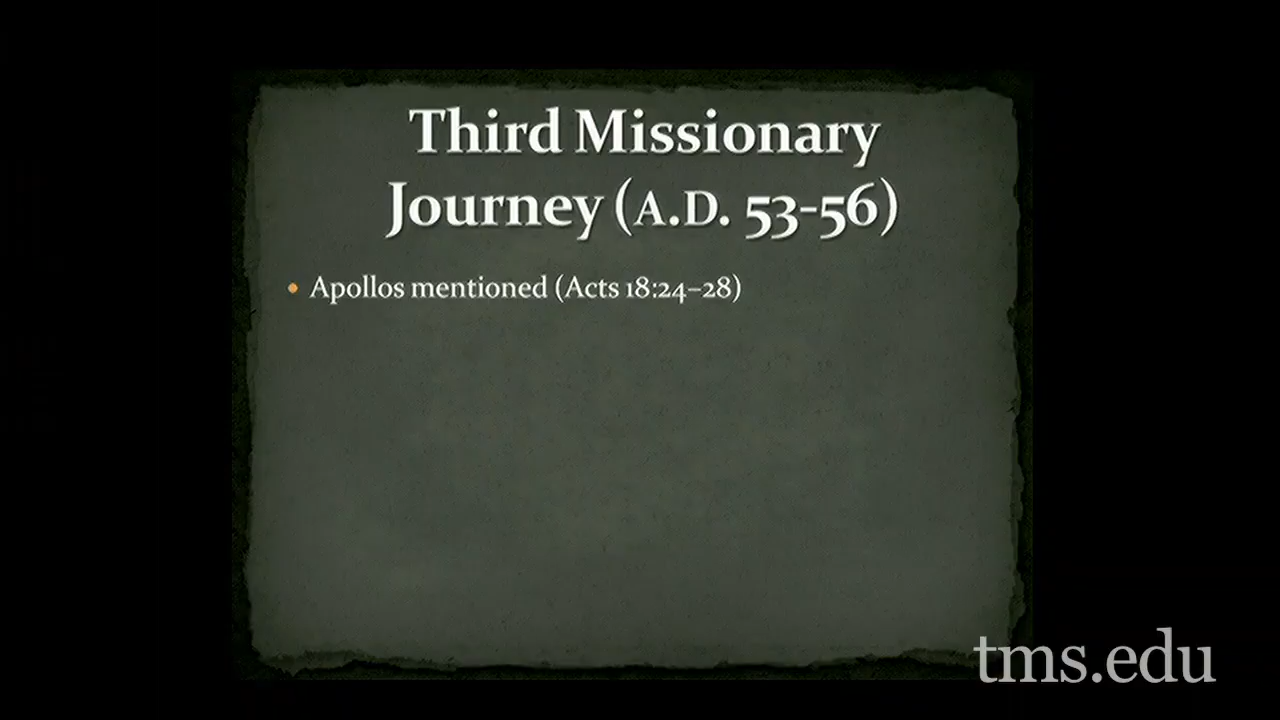 Third Missionary
Journey (A.D. 53-56)
• Apollos mentioned (Acts 18:24–28)
tms.edu